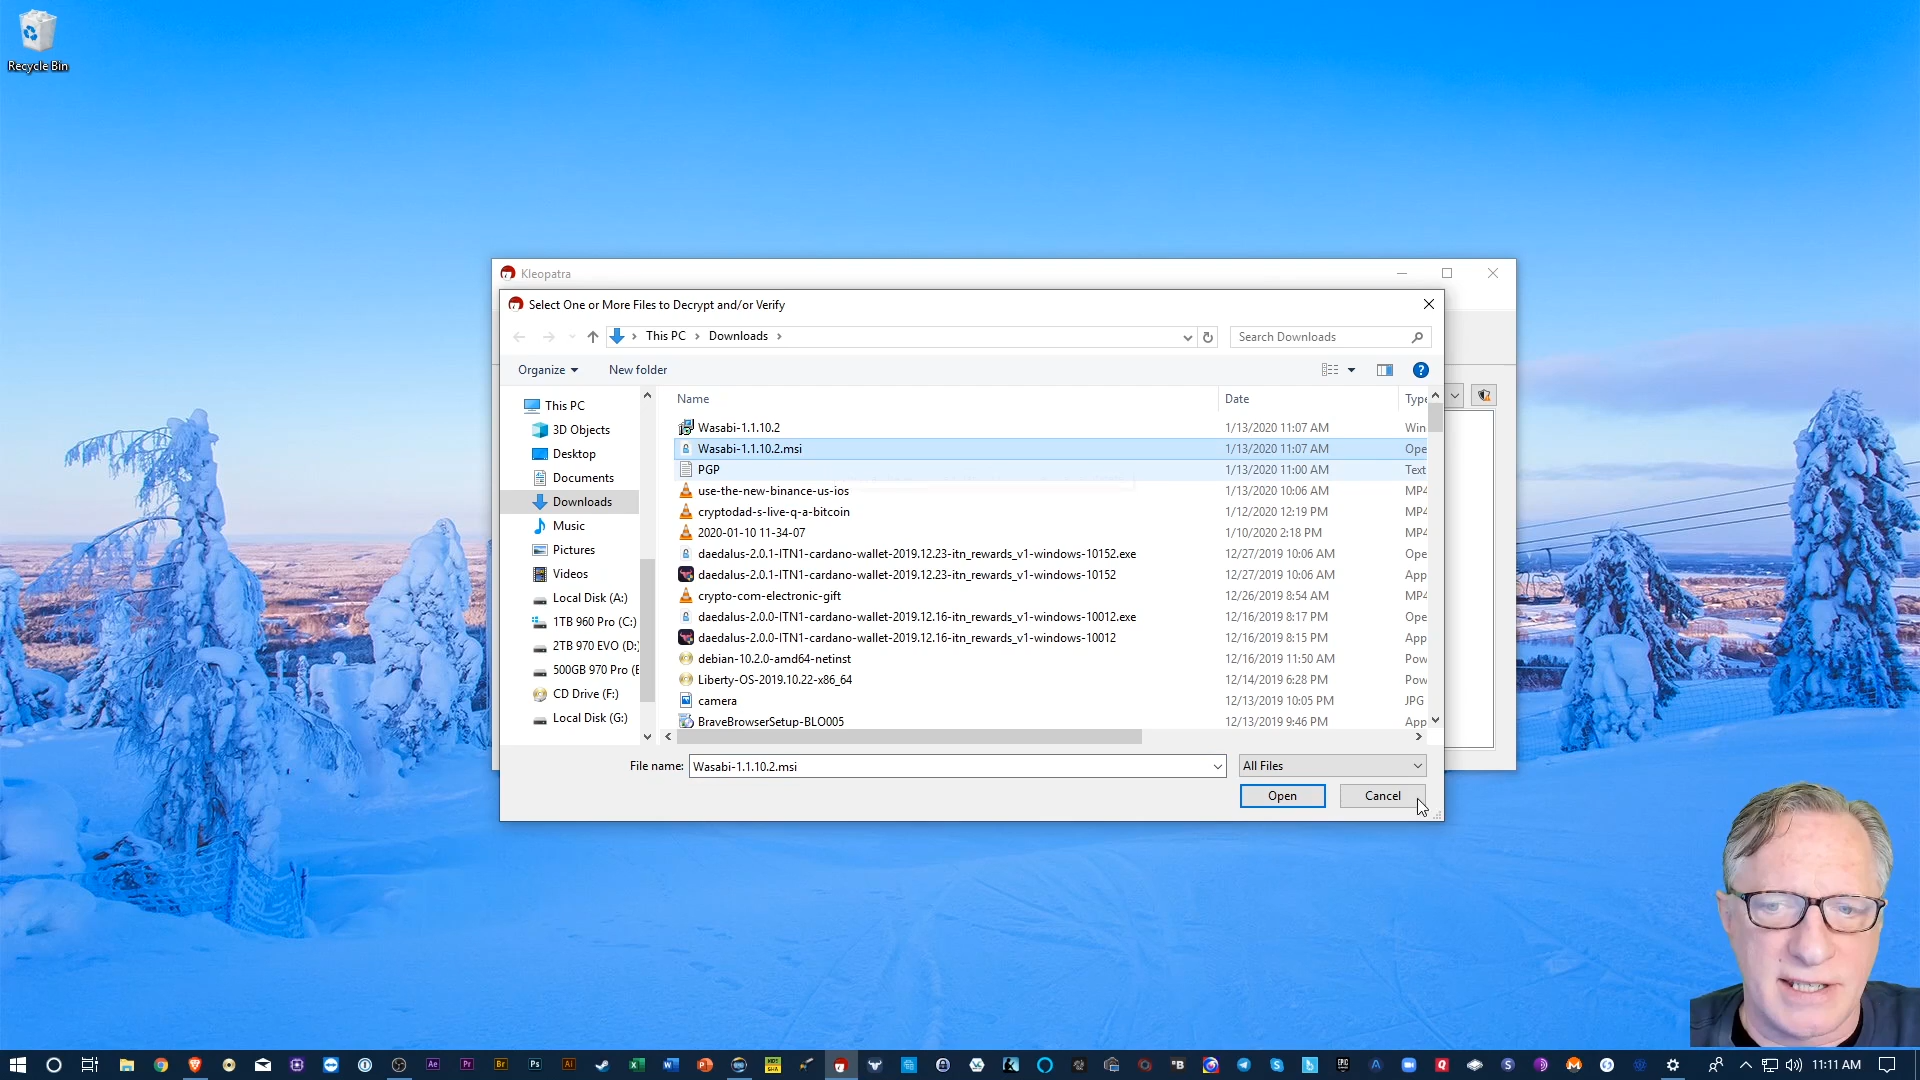 Recycle Bin
Kleopatra
Select One or More Files to Decrypt and/or Verify
This PC
Downloads
Search Downloads
Organize
New folder
Name
Date
Type
This PC
3D Objects
Desktop
Documents
Downloads
Music
Pictures
Videos
Local Disk (A:)
1TB 960 Pro (C:)
2TB 970 EVO (D:)
500GB 970 Pro (E
CD Drive (F:)
Local Disk (G:)
Wasabi-1.1.10.2 1/13/2020 11:07 AM Win
Wasabi-1.1.10.2.msi 1/13/2020 11:07 AM Ope
PGP 1/13/2020 11:00 AM Text
use-the-new-binance-us-ios 1/13/2020 10:06 AM MP4
cryptodad-s-live-q-a-bitcoin 1/12/2020 12:19 PM MP4
2020-01-10 11-34-07 1/10/2020 2:18 PM MP4
daedalus-2.0.1-ITN1-cardano-wallet-2019.12.23-itn_rewards_v1-windows-10152.exe 12/27/2019 10:06 AM Ope
daedalus-2.0.1-ITN1-cardano-wallet-2019.12.23-itn_rewards_v1-windows-10152 12/27/2019 10:06 AM App
crypto-com-electronic-gift 12/26/2019 8:54 AM MP4
daedalus-2.0.0-ITN1-cardano-wallet-2019.12.16-itn_rewards_v1-windows-10012.exe 12/16/2019 8:17 PM Ope
daedalus-2.0.0-ITN1-cardano-wallet-2019.12.16-itn_rewards_v1-windows-10012 12/16/2019 8:15 PM App
debian-10.2.0-amd64-netinst 12/16/2019 11:50 AM Pow
Liberty-OS-2019.10.22-x86_64 12/14/2019 6:28 PM Pow
camera 12/13/2019 10:05 PM JPG
BraveBrowserSetup-BLO005 12/13/2019 9:46 PM App
File name: Wasabi-1.1.10.2.msi
All Files
Open
Cancel
Ae
Pr
Br
Ps
Ai
11:11 AM